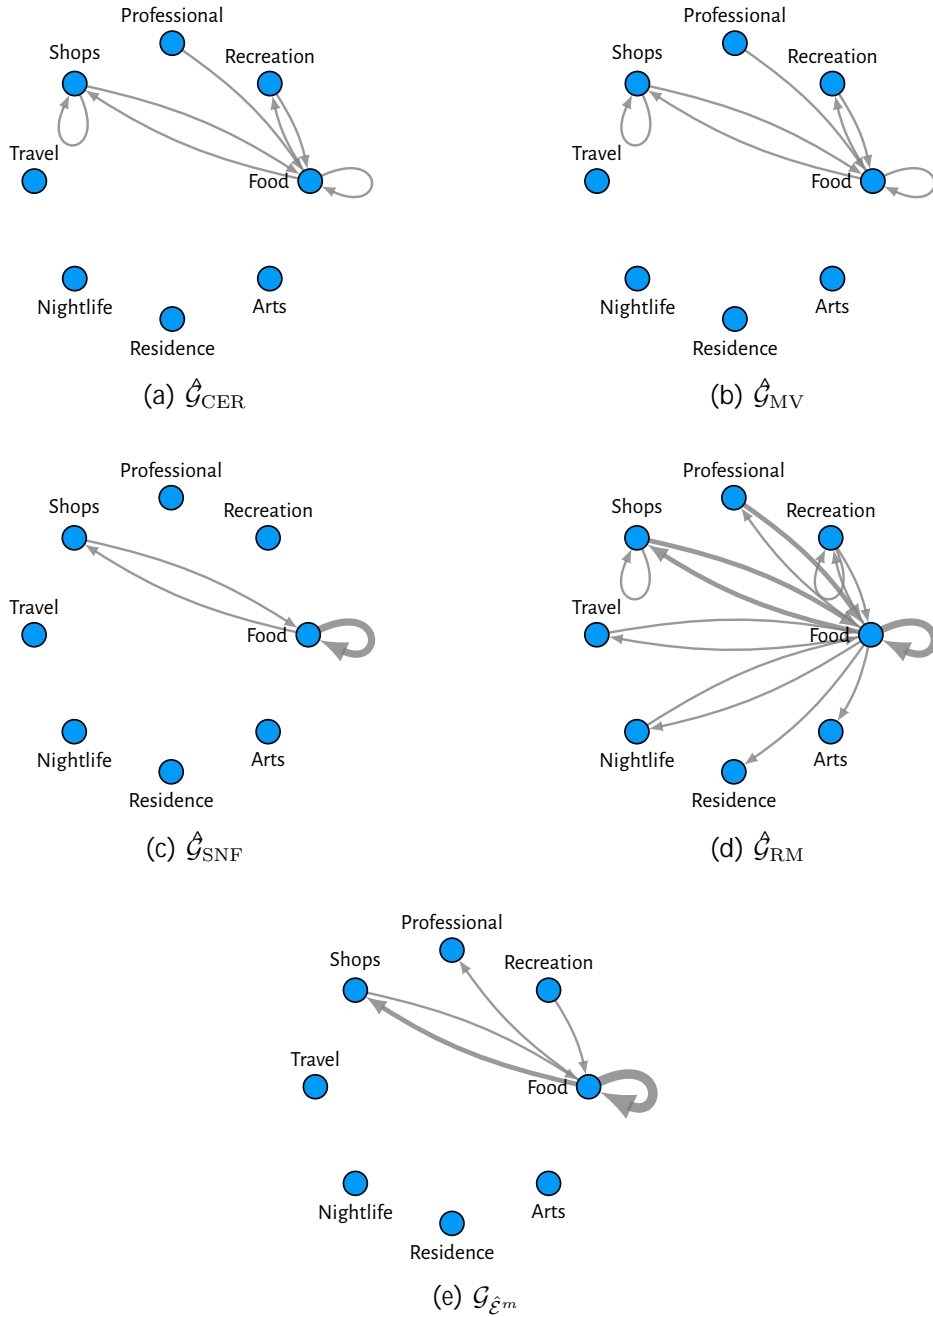 Professional Professional
Shops Recreation Shops Recreation
Travel Food Travel Food
Nightlife Arts Nightlife Arts
Residence Residence
(a) 𝒢̂_CER (b) 𝒢̂_MV
Professional Professional
Shops Recreation Shops Recreation
Travel Food Travel Food
Nightlife Arts Nightlife Arts
Residence Residence
(c) 𝒢̂_SNF (d) 𝒢̂_RM
Professional
Shops Recreation
Travel Food
Nightlife Arts
Residence
(e) 𝒢_ℰ̂ᵐ